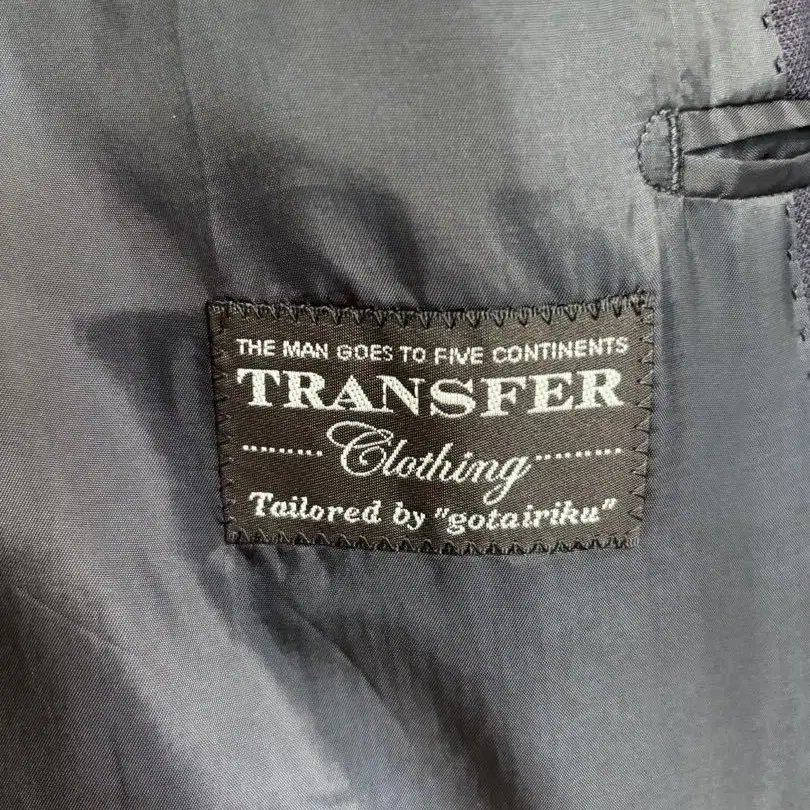 THE MAN GOES TO FIVE CONTINENTS
TRANSFER
Clothing
Tailored by "gotairiku"